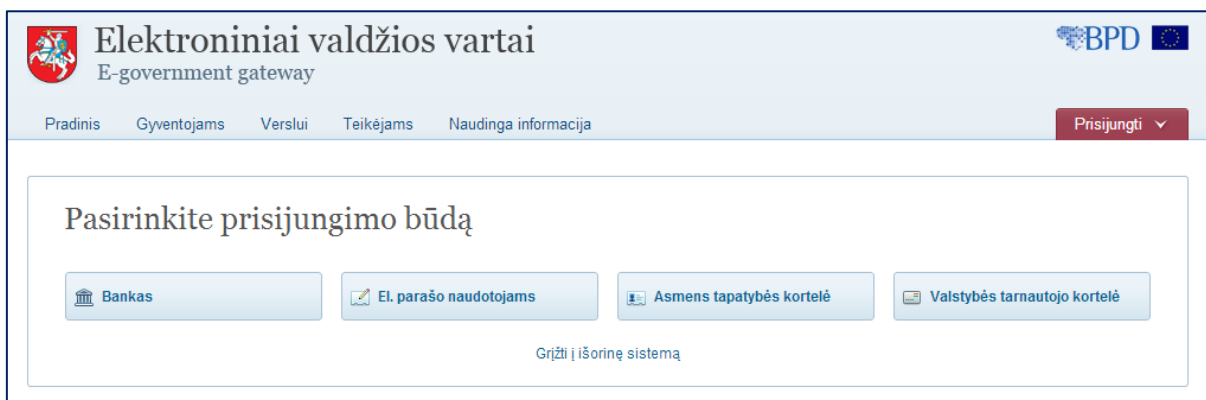 Elektroniniai valdžios vartai
E-government gateway
BPD
Pradinis Gyventojams Verslui Teikėjams Naudinga informacija Prisijungti
Pasirinkite prisijungimo būdą
Bankas El. parašo naudotojams Asmens tapatybės kortelė Valstybės tarnautojo kortelė
Grįžti į išorinę sistemą